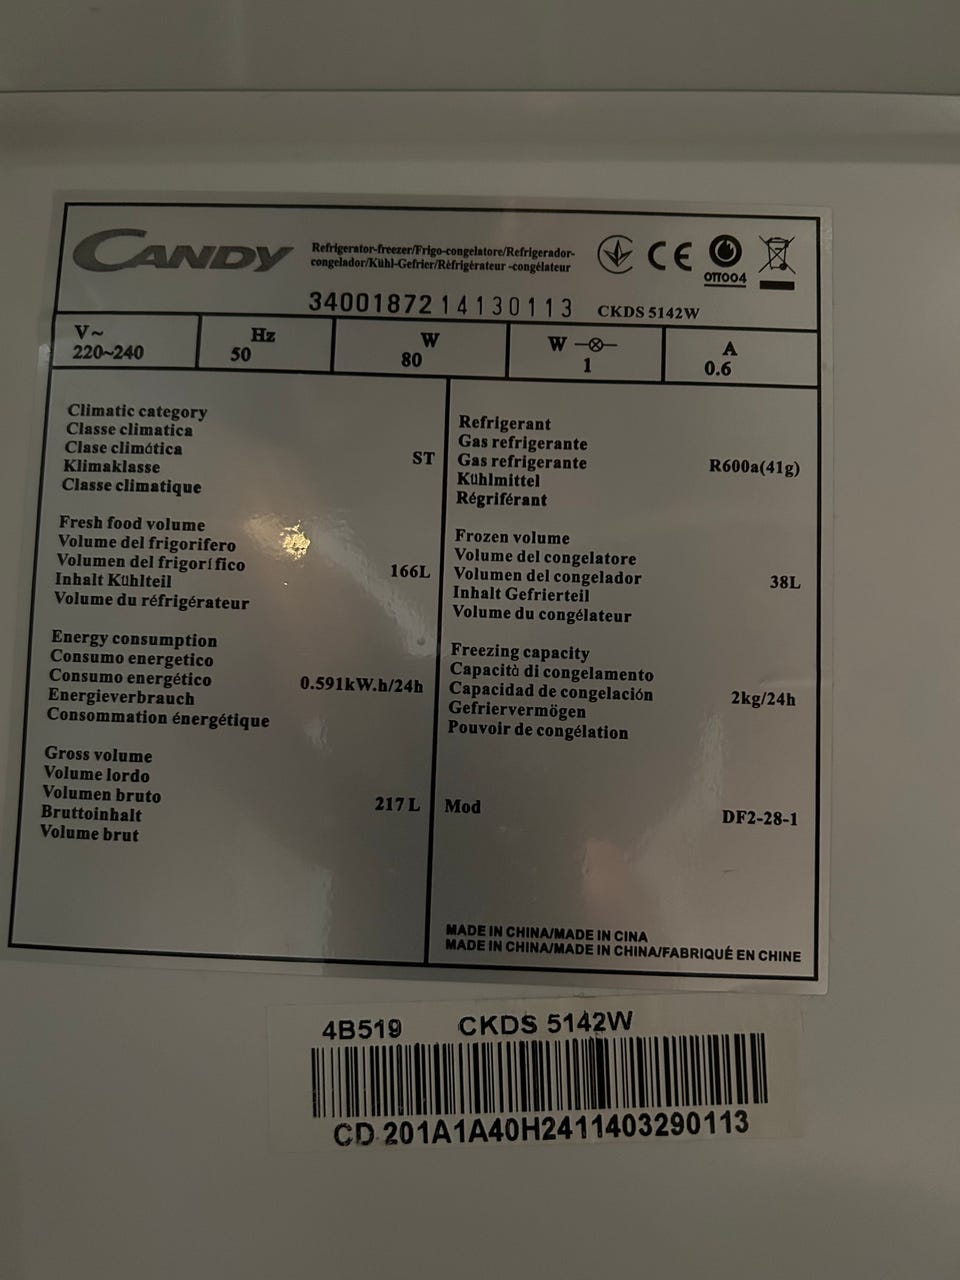 CANDY
Refrigerator-freezer/Frigo-congelatore/Refrigerador-
congelador/Kühl-Gefrier/Réfrigérateur -congélateur
CE
OTT004
34001872 14130113 CKDS 5142W
V~ 220~240
Hz 50
W 80
W 1
A 0.6
Climatic category
Classe climatica
Clase climática
Klimaklasse
Classe climatique
ST
Fresh food volume
Volume del frigorifero
Volumen del frigorífico
Inhalt Kühlteil
Volume du réfrigérateur
166L
Energy consumption
Consumo energetico
Consumo energético
Energieverbrauch
Consommation énergétique
0.591kW.h/24h
Gross volume
Volume lordo
Volumen bruto
Bruttoinhalt
Volume brut
217L
Refrigerant
Gas refrigerante
Gas refrigerante
Kühlmittel
Régriférant
R600a(41g)
Frozen volume
Volume del congelatore
Volumen del congelador
Inhalt Gefrierteil
Volume du congélateur
38L
Freezing capacity
Capacità di congelamento
Capacidad de congelación
Gefriervermögen
Pouvoir de congélation
2kg/24h
Mod
DF2-28-1
MADE IN CHINA/MADE IN CINA
MADE IN CHINA/MADE IN CHINA/FABRIQUÉ EN CHINE
4B519 CKDS 5142W
CD 201A1A40H2411403290113